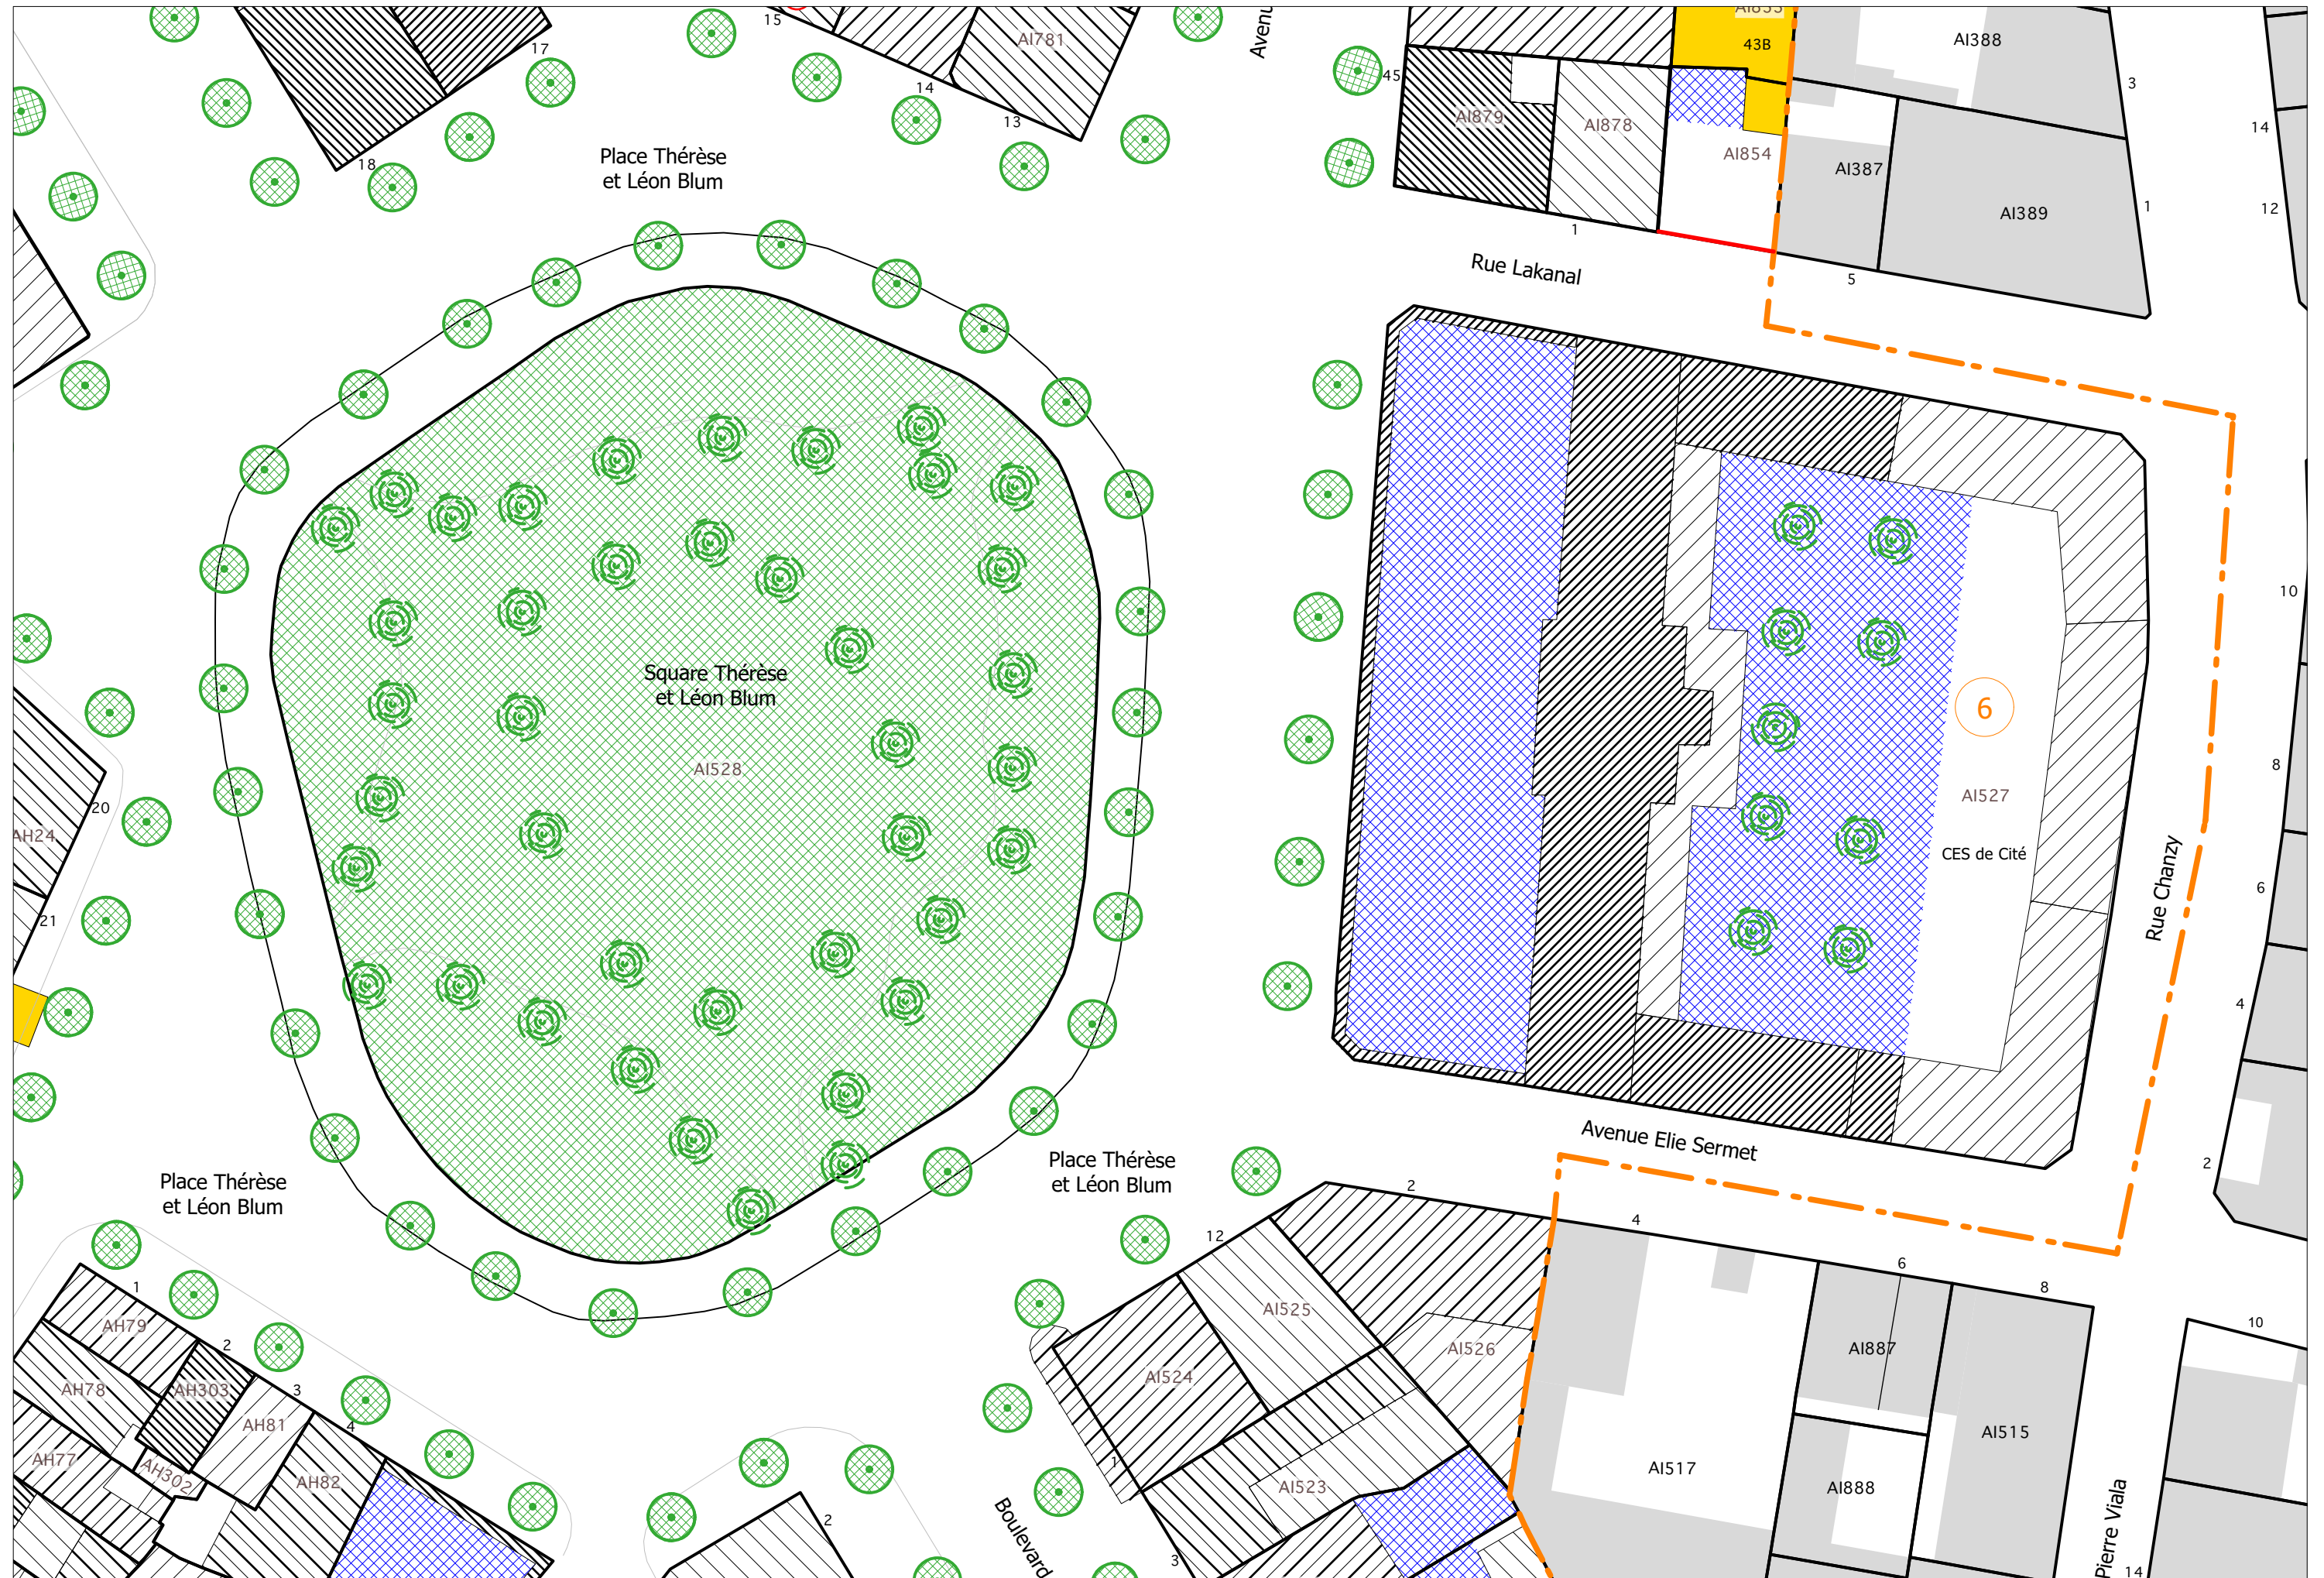 15
AI781
14
13
17
18
Place Thérèse
et Léon Blum
45
AI879
AI878
43B
AI854
AI388
AI387
AI389
3
1
14
12
1
5
Rue Lakanal
Square Thérèse
et Léon Blum
AI528
6
AI527
CES de Cité
Rue Chanzy
10
8
6
4
2
20
AH24
21
Place Thérèse
et Léon Blum
Place Thérèse
et Léon Blum
Avenue Elie Sermet
2
12
4
6
8
10
AI525
AI526
AI524
AI523
AI517
AI887
AI888
AI515
1
AH79
2
AH78
AH303
3
AH81
4
AH77
AH302
AH82
2
1
3
Boulevard
Pierre Viala
14